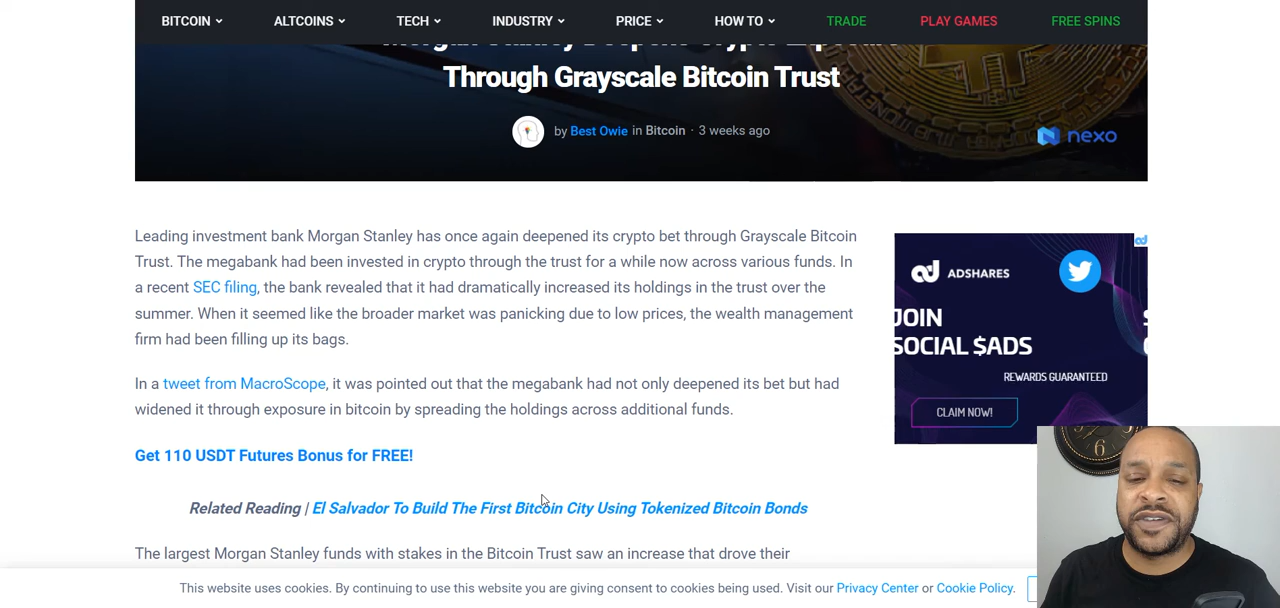 BITCOIN ALTCOINS TECH INDUSTRY PRICE HOW TO TRADE PLAY GAMES FREE SPINS
Morgan Stanley Deepens Crypto
Through Grayscale Bitcoin Trust
by Best Owie in Bitcoin · 3 weeks ago
nexo
Leading investment bank Morgan Stanley has once again deepened its crypto bet through Grayscale Bitcoin
Trust. The megabank had been invested in crypto through the trust for a while now across various funds. In
a recent SEC filing, the bank revealed that it had dramatically increased its holdings in the trust over the
summer. When it seemed like the broader market was panicking due to low prices, the wealth management
firm had been filling up its bags.
In a tweet from MacroScope, it was pointed out that the megabank had not only deepened its bet but had
widened it through exposure in bitcoin by spreading the holdings across additional funds.
Get 110 USDT Futures Bonus for FREE!
Related Reading | El Salvador To Build The First Bitcoin City Using Tokenized Bitcoin Bonds
The largest Morgan Stanley funds with stakes in the Bitcoin Trust saw an increase that drove their
ADSHARES
JOIN
SOCIAL $ADS
REWARDS GUARANTEED
CLAIM NOW!
6
This website uses cookies. By continuing to use this website you are giving consent to cookies being used. Visit our Privacy Center or Cookie Policy.